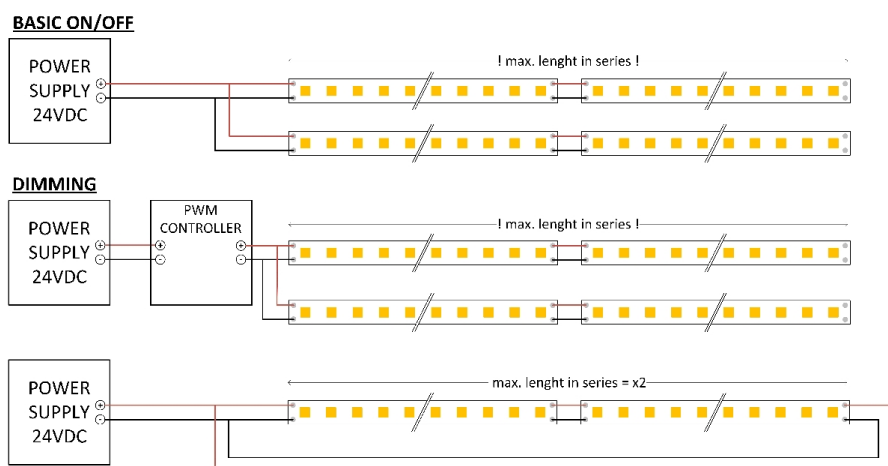 BASIC ON/OFF
POWER
SUPPLY
24VDC
+
-
! max. lenght in series !
DIMMING
POWER
SUPPLY
24VDC
+
-
PWM
CONTROLLER
+
-
+
-
! max. lenght in series !
POWER
SUPPLY
24VDC
+
-
max. lenght in series = x2